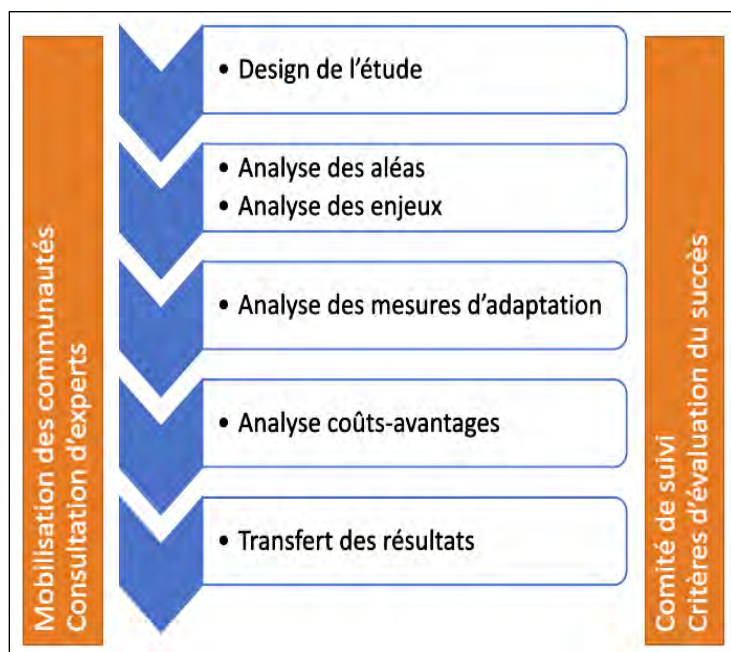 Mobilisation des communautés
Consultation d'experts
• Design de l'étude
• Analyse des aléas
• Analyse des enjeux
• Analyse des mesures d'adaptation
• Analyse coûts-avantages
• Transfert des résultats
Comité de suivi
Critères d'évaluation du succès